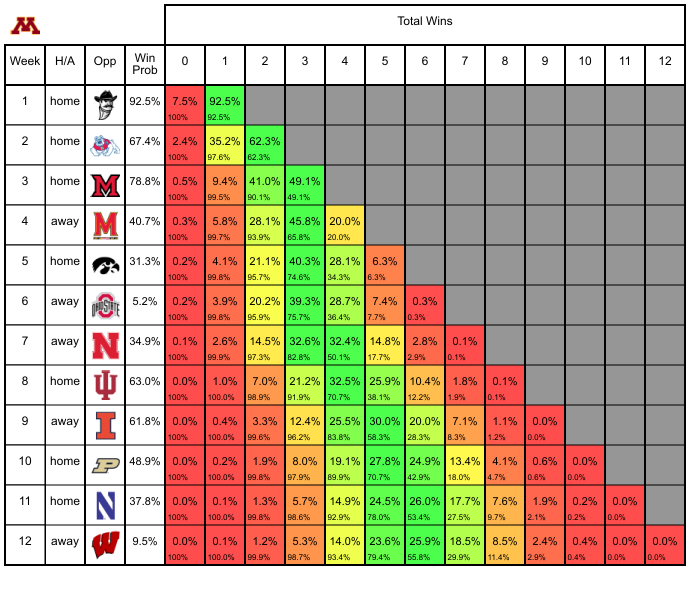 M
Total Wins
Week H/A Opp Win Prob 0 1 2 3 4 5 6 7 8 9 10 11 12
1 home 92.5% 7.5% 92.5%
100% 92.5%
2 home 67.4% 2.4% 35.2% 62.3%
100% 97.6% 62.3%
3 home M 78.8% 0.5% 9.4% 41.0% 49.1%
100% 99.5% 90.1% 49.1%
4 away M 40.7% 0.3% 5.8% 28.1% 45.8% 20.0%
100% 99.7% 93.9% 65.8% 20.0%
5 home 31.3% 0.2% 4.1% 21.1% 40.3% 28.1% 6.3%
100% 99.8% 95.7% 74.6% 34.3% 6.3%
6 away OHIO STATE 5.2% 0.2% 3.9% 20.2% 39.3% 28.7% 7.4% 0.3%
100% 99.8% 95.9% 75.7% 36.4% 7.7% 0.3%
7 away N 34.9% 0.1% 2.6% 14.5% 32.6% 32.4% 14.8% 2.8% 0.1%
100% 99.9% 97.3% 82.8% 50.1% 17.7% 2.9% 0.1%
8 home IU 63.0% 0.0% 1.0% 7.0% 21.2% 32.5% 25.9% 10.4% 1.8% 0.1%
100% 100.0% 98.9% 91.9% 70.7% 38.1% 12.2% 1.9% 0.1%
9 away I 61.8% 0.0% 0.4% 3.3% 12.4% 25.5% 30.0% 20.0% 7.1% 1.1% 0.0%
100% 100.0% 99.6% 96.2% 83.8% 58.3% 28.3% 8.3% 1.2% 0.0%
10 home P 48.9% 0.0% 0.2% 1.9% 8.0% 19.1% 27.8% 24.9% 13.4% 4.1% 0.6% 0.0%
100% 100.0% 99.8% 97.9% 89.9% 70.7% 42.9% 18.0% 4.7% 0.6% 0.0%
11 home N 37.8% 0.0% 0.1% 1.3% 5.7% 14.9% 24.5% 26.0% 17.7% 7.6% 1.9% 0.2% 0.0%
100% 100.0% 99.8% 98.6% 92.9% 78.0% 53.4% 27.5% 9.7% 2.1% 0.2% 0.0%
12 away W 9.5% 0.0% 0.1% 1.2% 5.3% 14.0% 23.6% 25.9% 18.5% 8.5% 2.4% 0.4% 0.0% 0.0%
100% 100.0% 99.9% 98.7% 93.4% 79.4% 55.8% 29.9% 11.4% 2.9% 0.4% 0.0% 0.0%